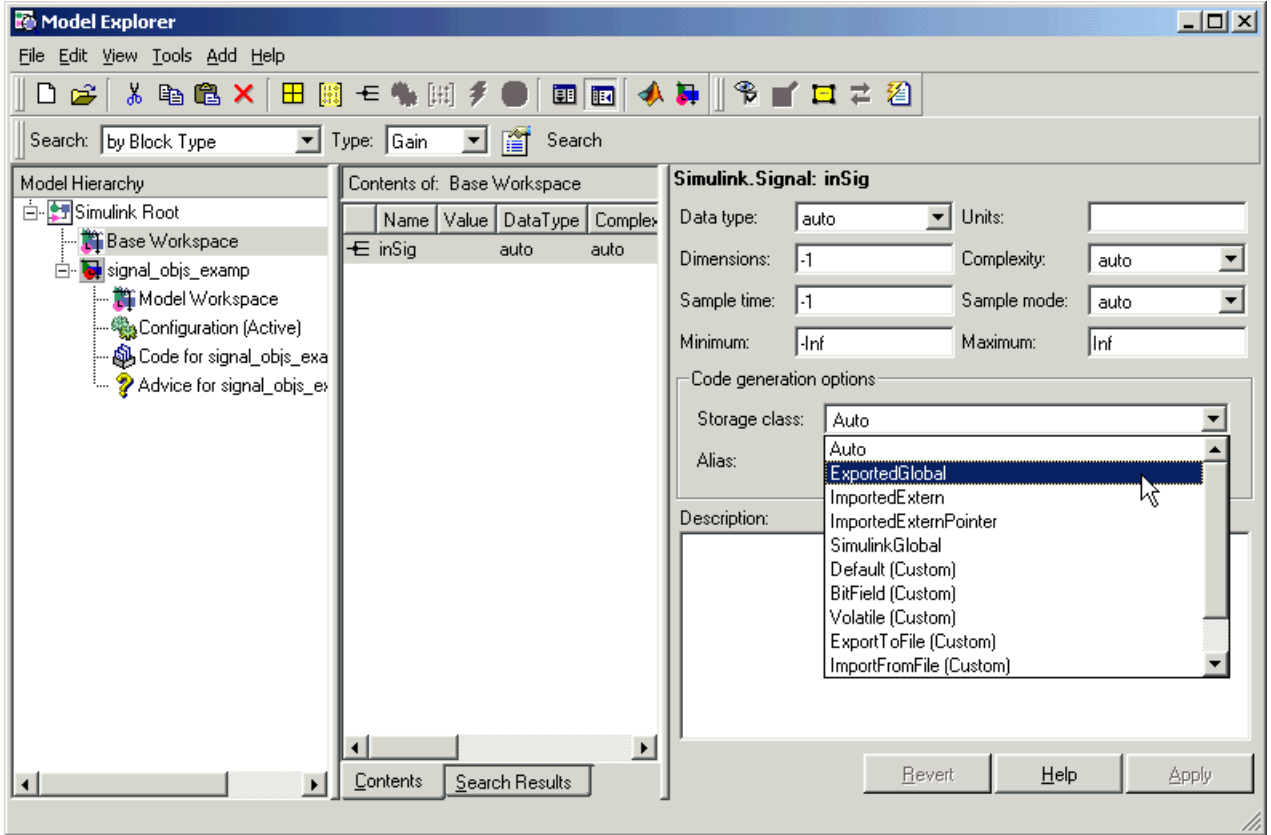 Model Explorer
File Edit View Tools Add Help
Search: by Block Type Type: Gain Search
Model Hierarchy
Simulink Root
Base Workspace
signal_objs_examp
Model Workspace
Configuration (Active)
Code for signal_objs_exa
Advice for signal_objs_ex
Contents of: Base Workspace
Name Value DataType Complex
inSig auto auto
Contents Search Results
Simulink.Signal: inSig
Data type: auto Units:
Dimensions: -1 Complexity: auto
Sample time: -1 Sample mode: auto
Minimum: -Inf Maximum: Inf
Code generation options
Storage class: Auto
Alias:
Auto
ExportedGlobal
ImportedExtern
ImportedExternPointer
SimulinkGlobal
Default (Custom)
BitField (Custom)
Volatile (Custom)
ExportToFile (Custom)
ImportFromFile (Custom)
Description:
Revert Help Apply